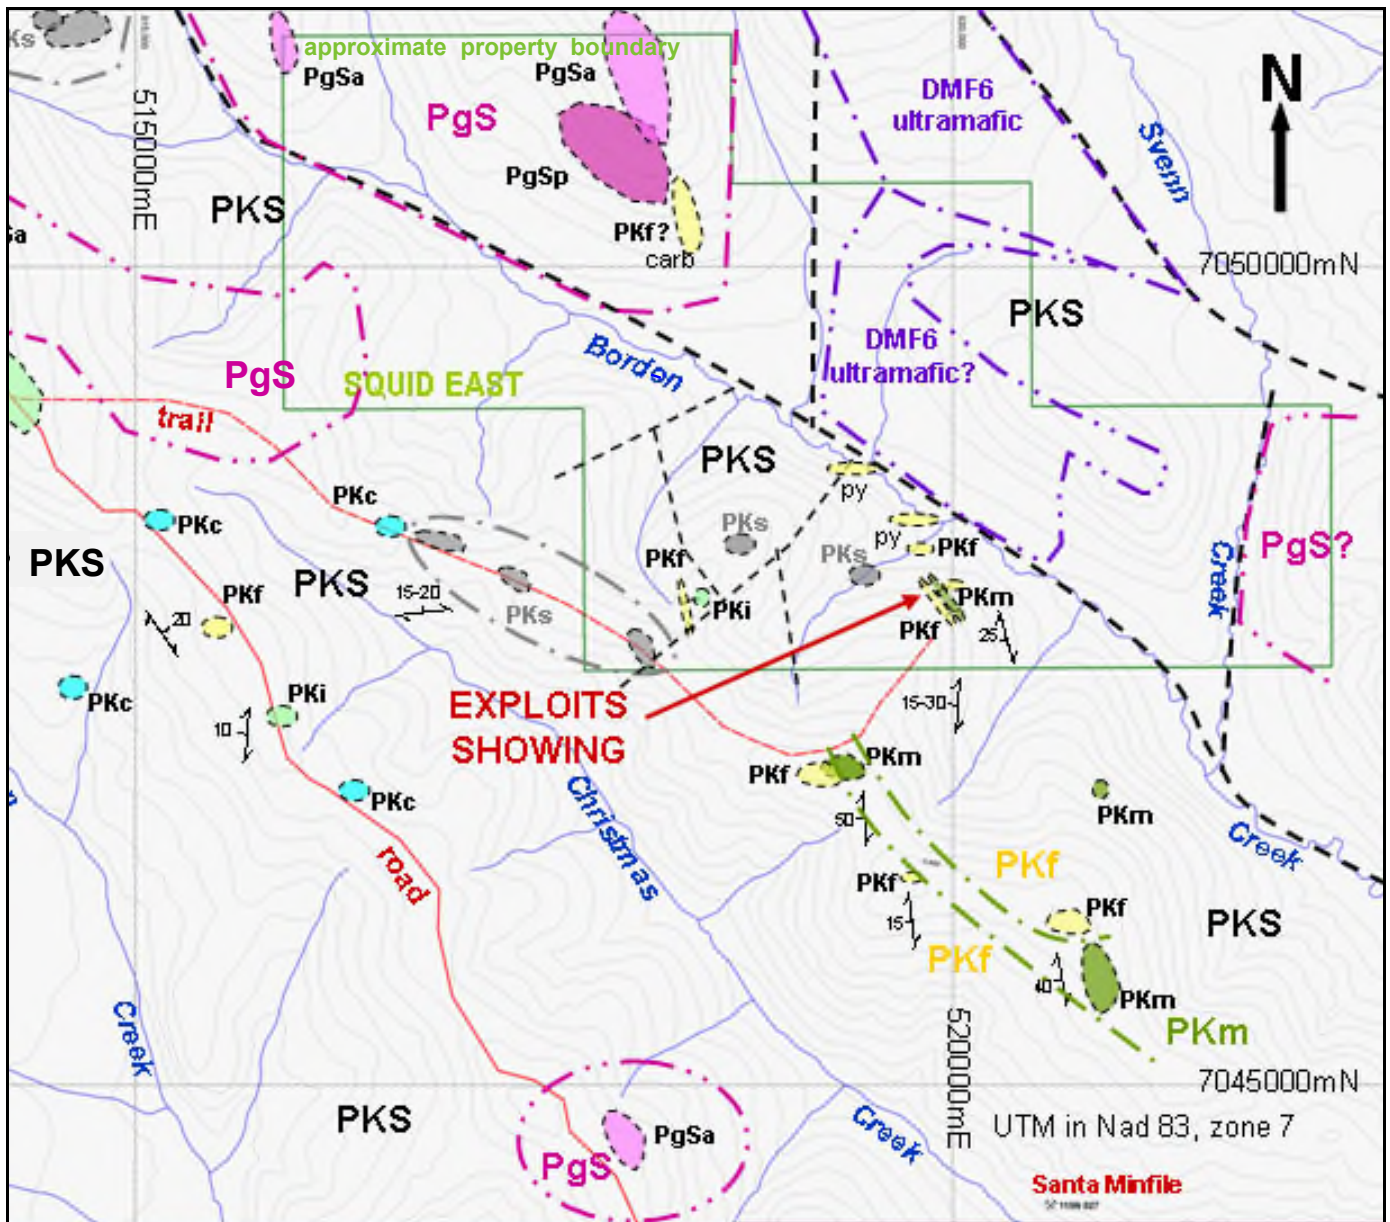 Ks
approximate property boundary
PgSa
PgSa
PgS
PgSp
DMF6
ultramafic
N
Svenn
515000mE
PKS
PKf?
carb
7050000mN
PKS
Borden
DMF6
ultramafic?
PgS
SQUID EAST
trail
PKS
PKc
py
PKc
PKs
py
PKf
PgS?
PKS
PKS
PKf
PKs
Creek
PKf
15-20
PKs
PKi
PKm
20
PKf
25
PKc
PKi
EXPLOITS
SHOWING
15-30
10
PKf
PKm
PKc
50
PKm
Christmas
Creek
road
PKf
PKf
PKf
15
PKS
PKf
40
PKm
Creek
PKm
520000mE
7045000mN
PKS
Creek
UTM in Nad 83, zone 7
PgSa
PgS
Santa Minfile